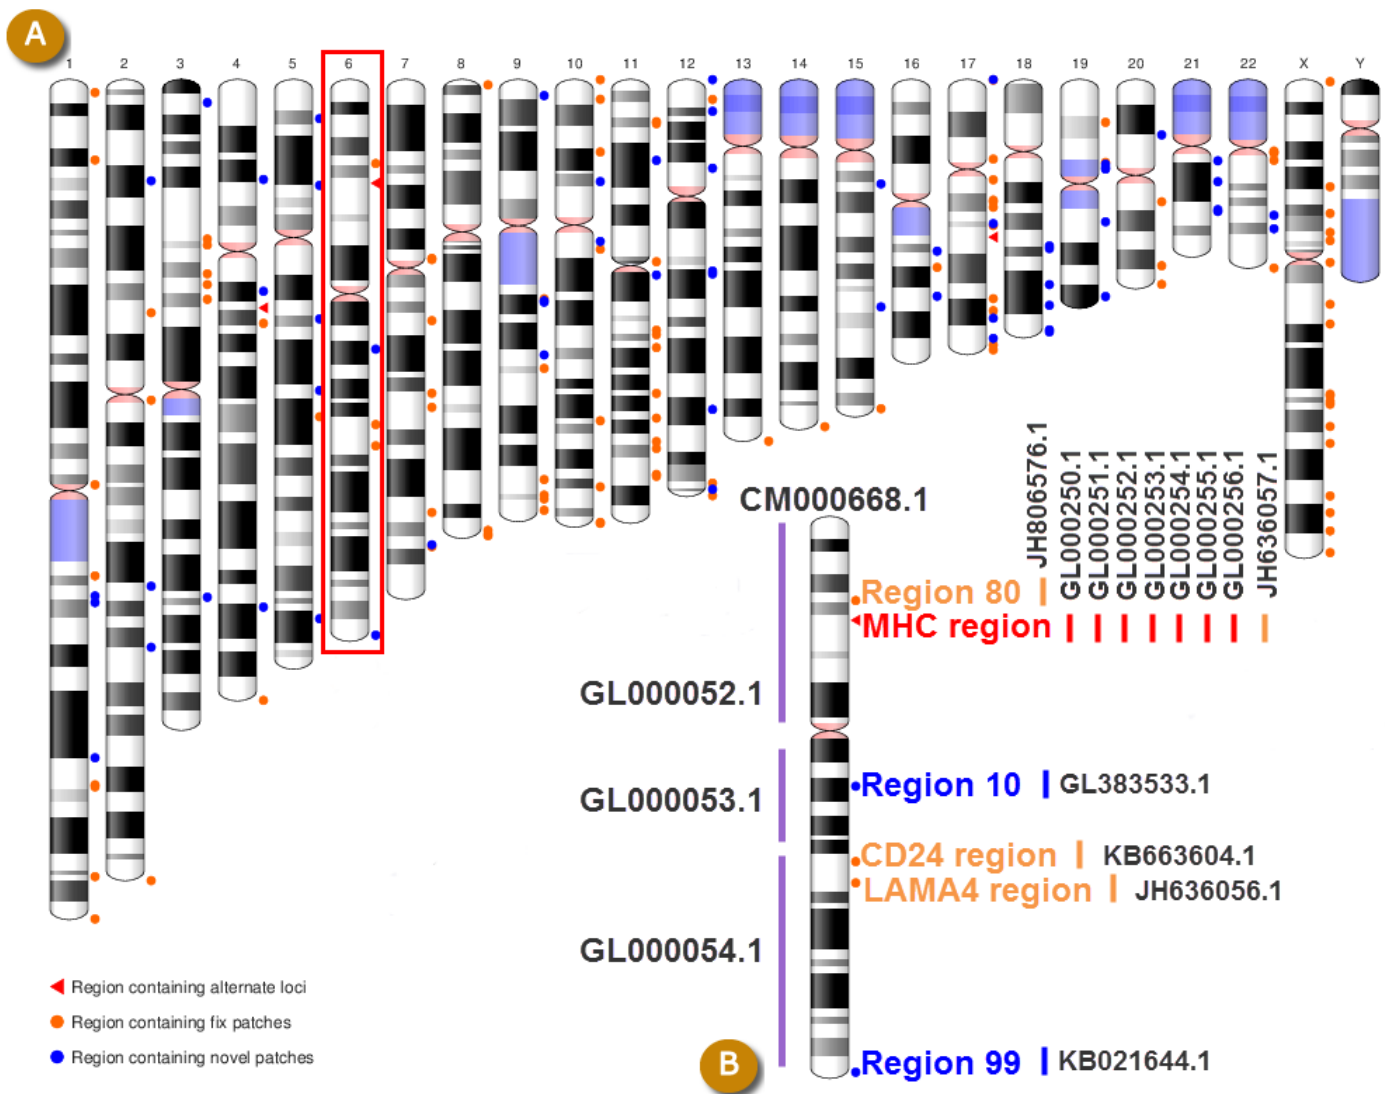 A
1 2 3 4 5 6 7 8 9 10 11 12 13 14 15 16 17 18 19 20 21 22 X Y
CM000668.1
JH806576.1
GL000250.1
GL000251.1
GL000252.1
GL000253.1
GL000254.1
GL000255.1
GL000256.1
JH636057.1
Region 80
MHC region
GL000052.1
Region 10 GL383533.1
GL000053.1
CD24 region KB663604.1
LAMA4 region JH636056.1
GL000054.1
Region containing alternate loci
Region containing fix patches
Region containing novel patches
B
Region 99 KB021644.1